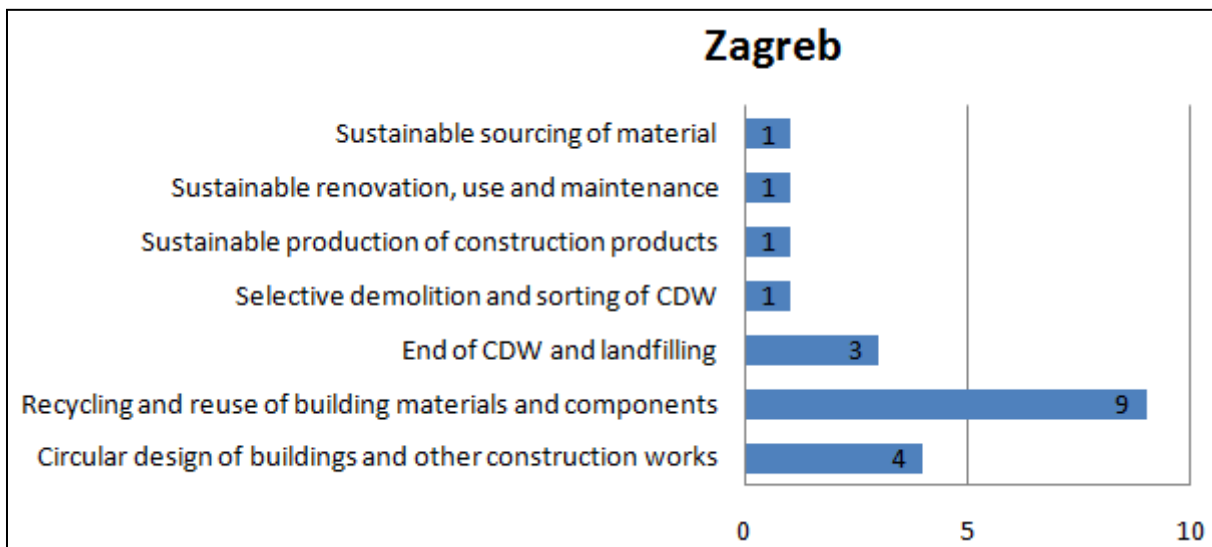 Zagreb
Sustainable sourcing of material 1
Sustainable renovation, use and maintenance 1
Sustainable production of construction products 1
Selective demolition and sorting of CDW 1
End of CDW and landfilling 3
Recycling and reuse of building materials and components 9
Circular design of buildings and other construction works 4
0 5 10